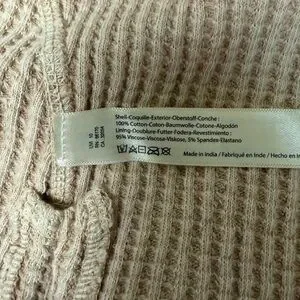 Shell-Coquille-Exterior-Oberstoff-Conche :
100% Cotton-Coton-Baumwolle-Cotone-Algodón
Lining-Doublure-Futter-Fodera-Revestimiento :
95% Viscose-Viscosa-Viskose, 5% Spandex-Elastano
Made in India / Fabriqué en Inde / Hecho en